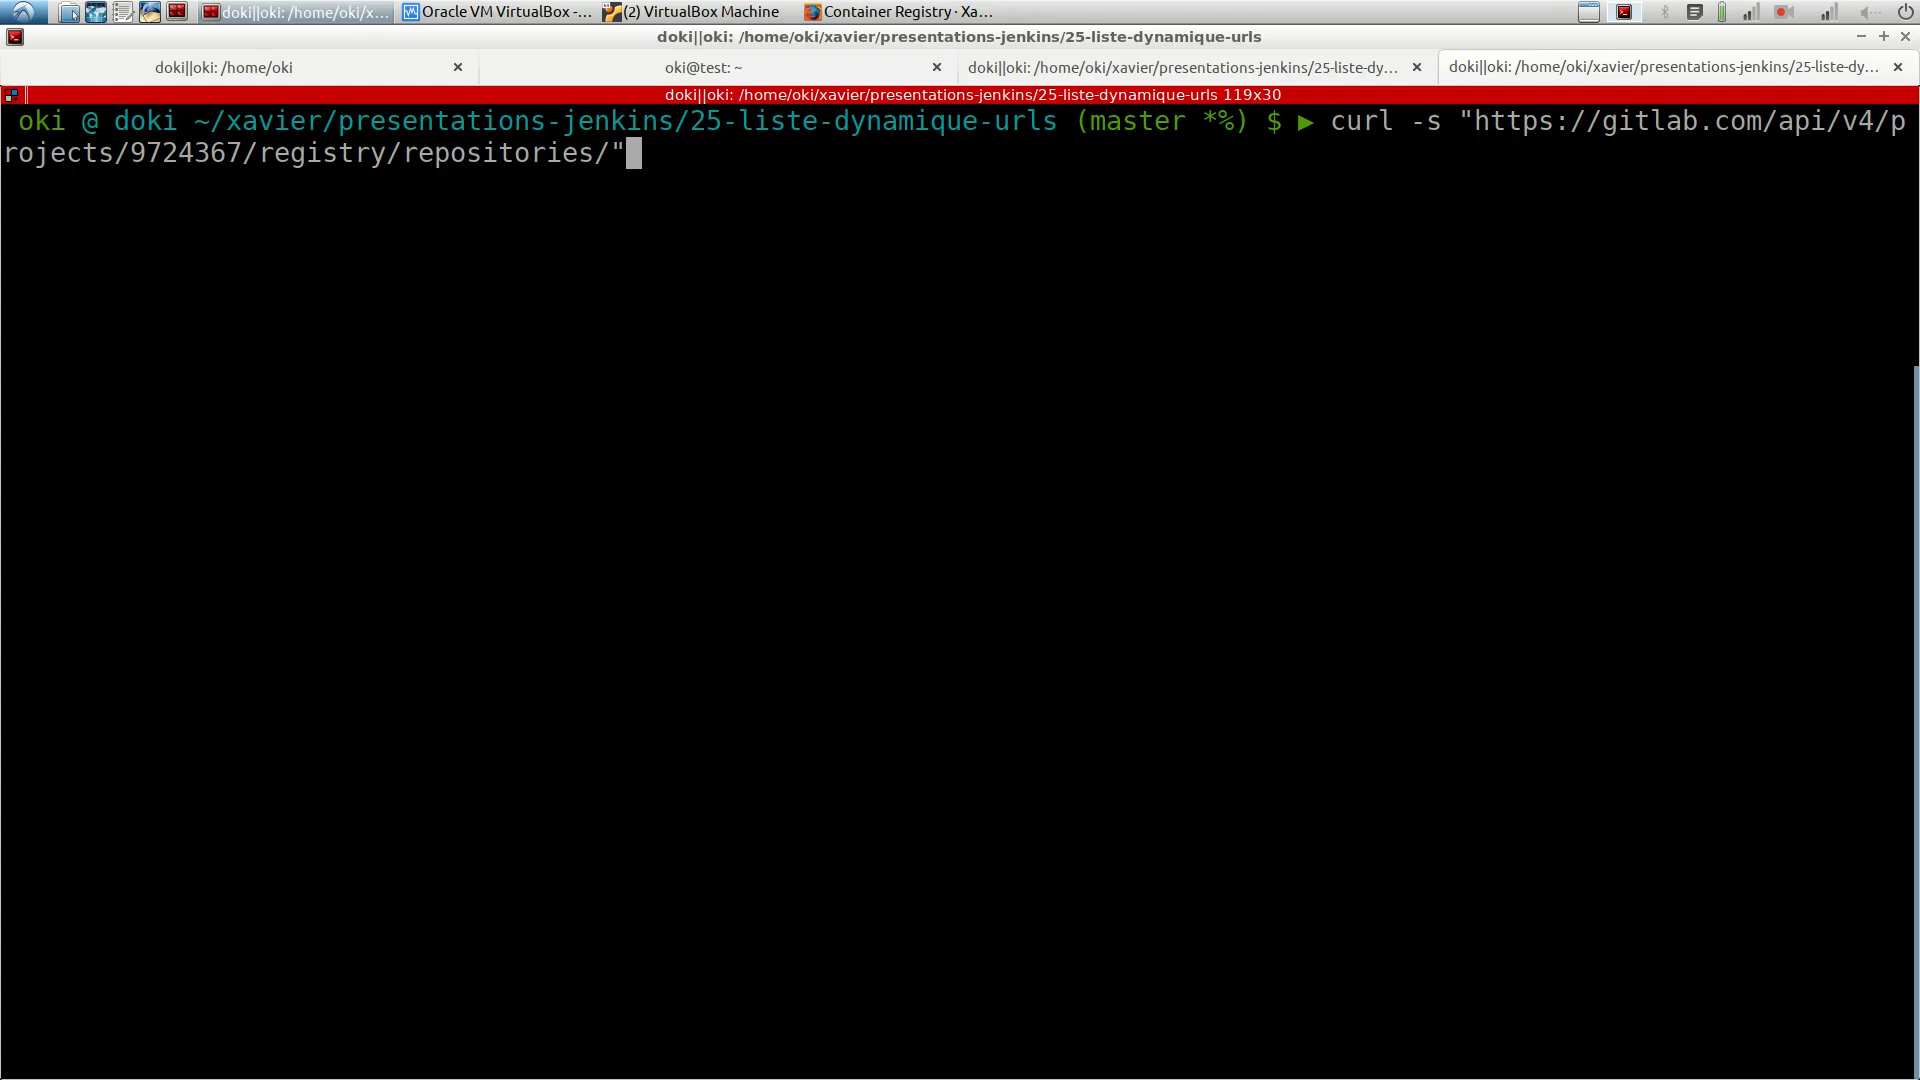 doki||oki: /home/oki/x... Oracle VM VirtualBox -... (2) VirtualBox Machine Container Registry · Xa...
doki||oki: /home/oki/xavier/presentations-jenkins/25-liste-dynamique-urls
doki||oki: /home/oki oki@test: ~ doki||oki: /home/oki/xavier/presentations-jenkins/25-liste-dy... doki||oki: /home/oki/xavier/presentations-jenkins/25-liste-dy...
doki||oki: /home/oki/xavier/presentations-jenkins/25-liste-dynamique-urls 119x30
oki @ doki ~/xavier/presentations-jenkins/25-liste-dynamique-urls (master *%) $ ▶ curl -s "https://gitlab.com/api/v4/p
rojects/9724367/registry/repositories/"